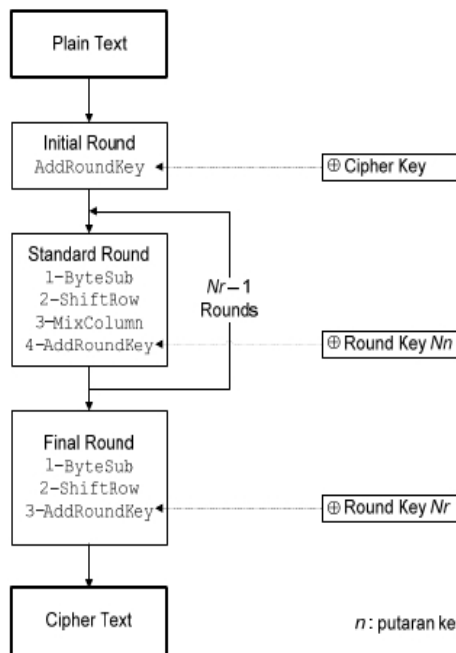 Plain Text
Initial Round
AddRoundKey
⊕ Cipher Key
Standard Round
1-ByteSub
2-ShiftRow
3-MixColumn
4-AddRoundKey
Nr-1
Rounds
⊕ Round Key Nn
Final Round
1-ByteSub
2-ShiftRow
3-AddRoundKey
⊕ Round Key Nr
Cipher Text
n : putaran ke